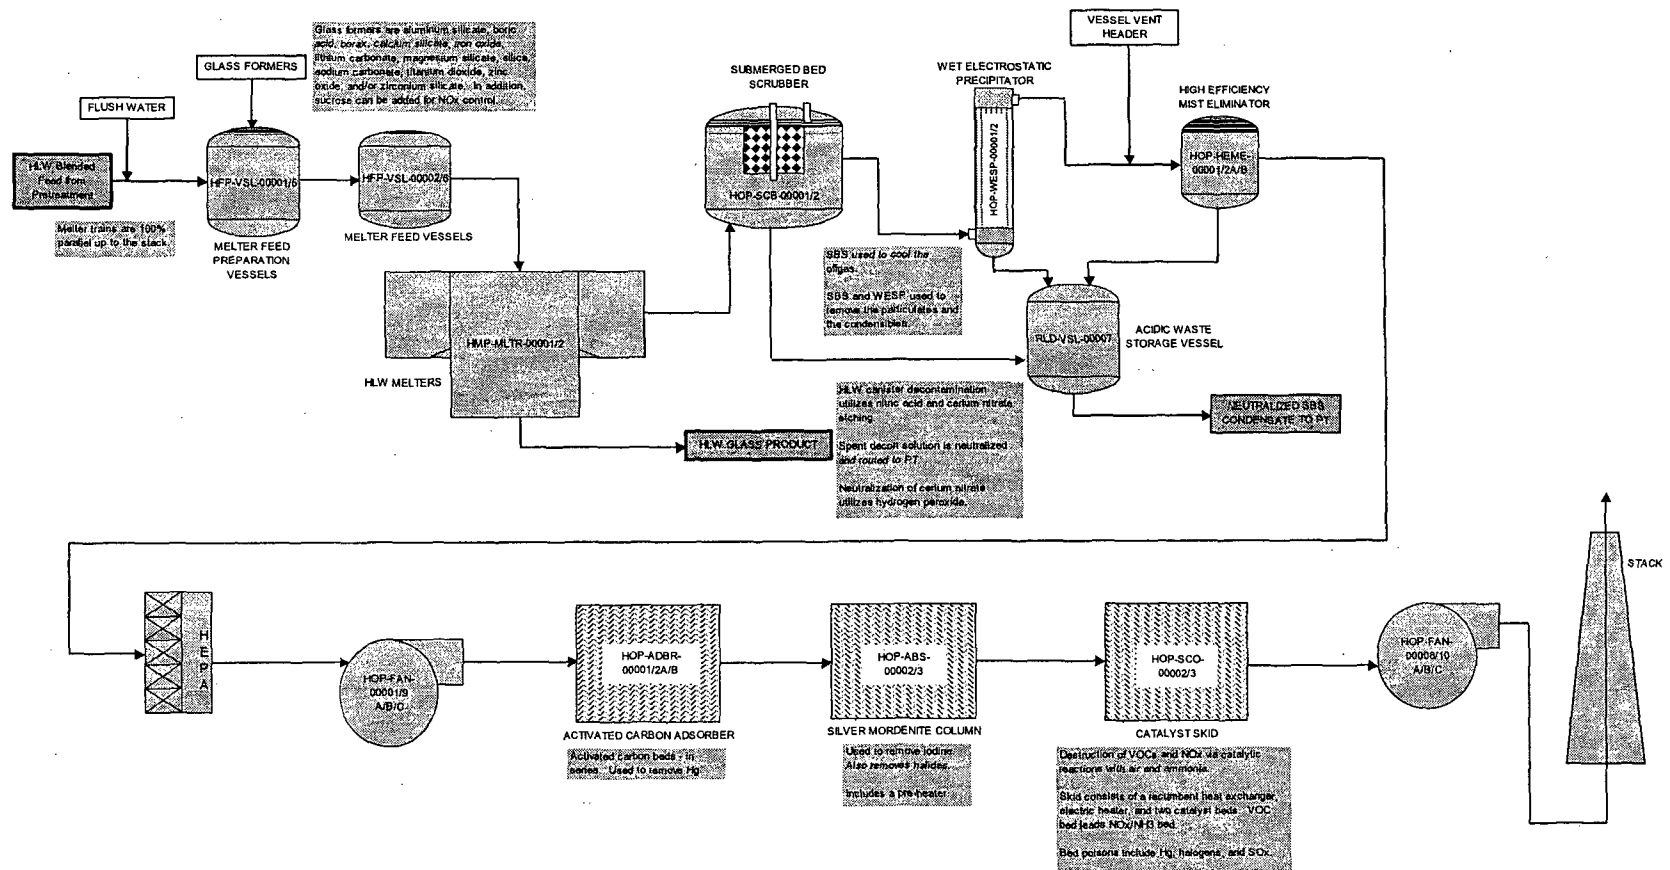 Glass formers are aluminum silicate, boric
acid, borax, calcium silicate, iron oxide,
lithium carbonate, magnesium silicate, silica,
sodium carbonate, titanium dioxide, zinc
oxide, and/or zirconium silicate. In addition,
sucrose can be added for NOx control.
GLASS FORMERS
FLUSH WATER
HLW Blended
Feed from
Pretreatment
HFP-VSL-00001/5
HFP-VSL-00002/6
Melter trains are 100%
parallel up to the stack
MELTER FEED
PREPARATION
VESSELS
MELTER FEED VESSELS
HMP-MLTR-00001/2
HLW MELTERS
HLW GLASS PRODUCT
SUBMERGED BED
SCRUBBER
HOP-SCB-00001/2
SBS used to cool the
offgas.
SBS and WESP used to
remove the particulates and
the condensibles.
WET ELECTROSTATIC
PRECIPITATOR
HOP-WESP-00001/2
VESSEL VENT
HEADER
HIGH EFFICIENCY
MIST ELIMINATOR
HOP-HEME-
00001/2A/B
RLD-VSL-00007
ACIDIC WASTE
STORAGE VESSEL
NEUTRALIZED SBS
CONDENSATE TO PT
HLW canister decontamination
utilizes nitric acid and cerium nitrate
etching
Spent decon solution is neutralized
and routed to PT
Neutralization of cerium nitrate
utilizes hydrogen peroxide.
HEPA
HOP-FAN-
00001/9
A/B/C
HOP-ADBR-
00001/2A/B
ACTIVATED CARBON ADSORBER
Activated carbon beds - in
series. Used to remove Hg
HOP-ABS-
00002/3
SILVER MORDENITE COLUMN
Used to remove iodine.
Also removes halides.
Includes a pre-heater
HOP-SCO-
00002/3
CATALYST SKID
Destruction of VOCs and NOx via catalytic
reactions with air and ammonia.
Skid consists of a recumbent heat exchanger,
electric heater, and two catalyst beds. VOC
bed leads NOx/NH3 bed.
Bed poisons include Hg, halogens, and SOx.
HOP-FAN-
00008/10
A/B/C
STACK